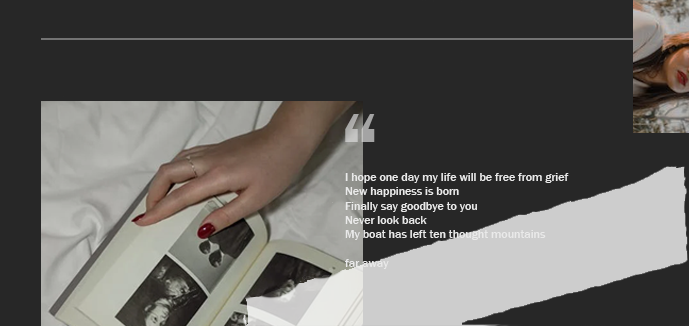 “
I hope one day my life will be free from grief
New happiness is born
Finally say goodbye to you
Never look back
My boat has left ten thought mountains
far away